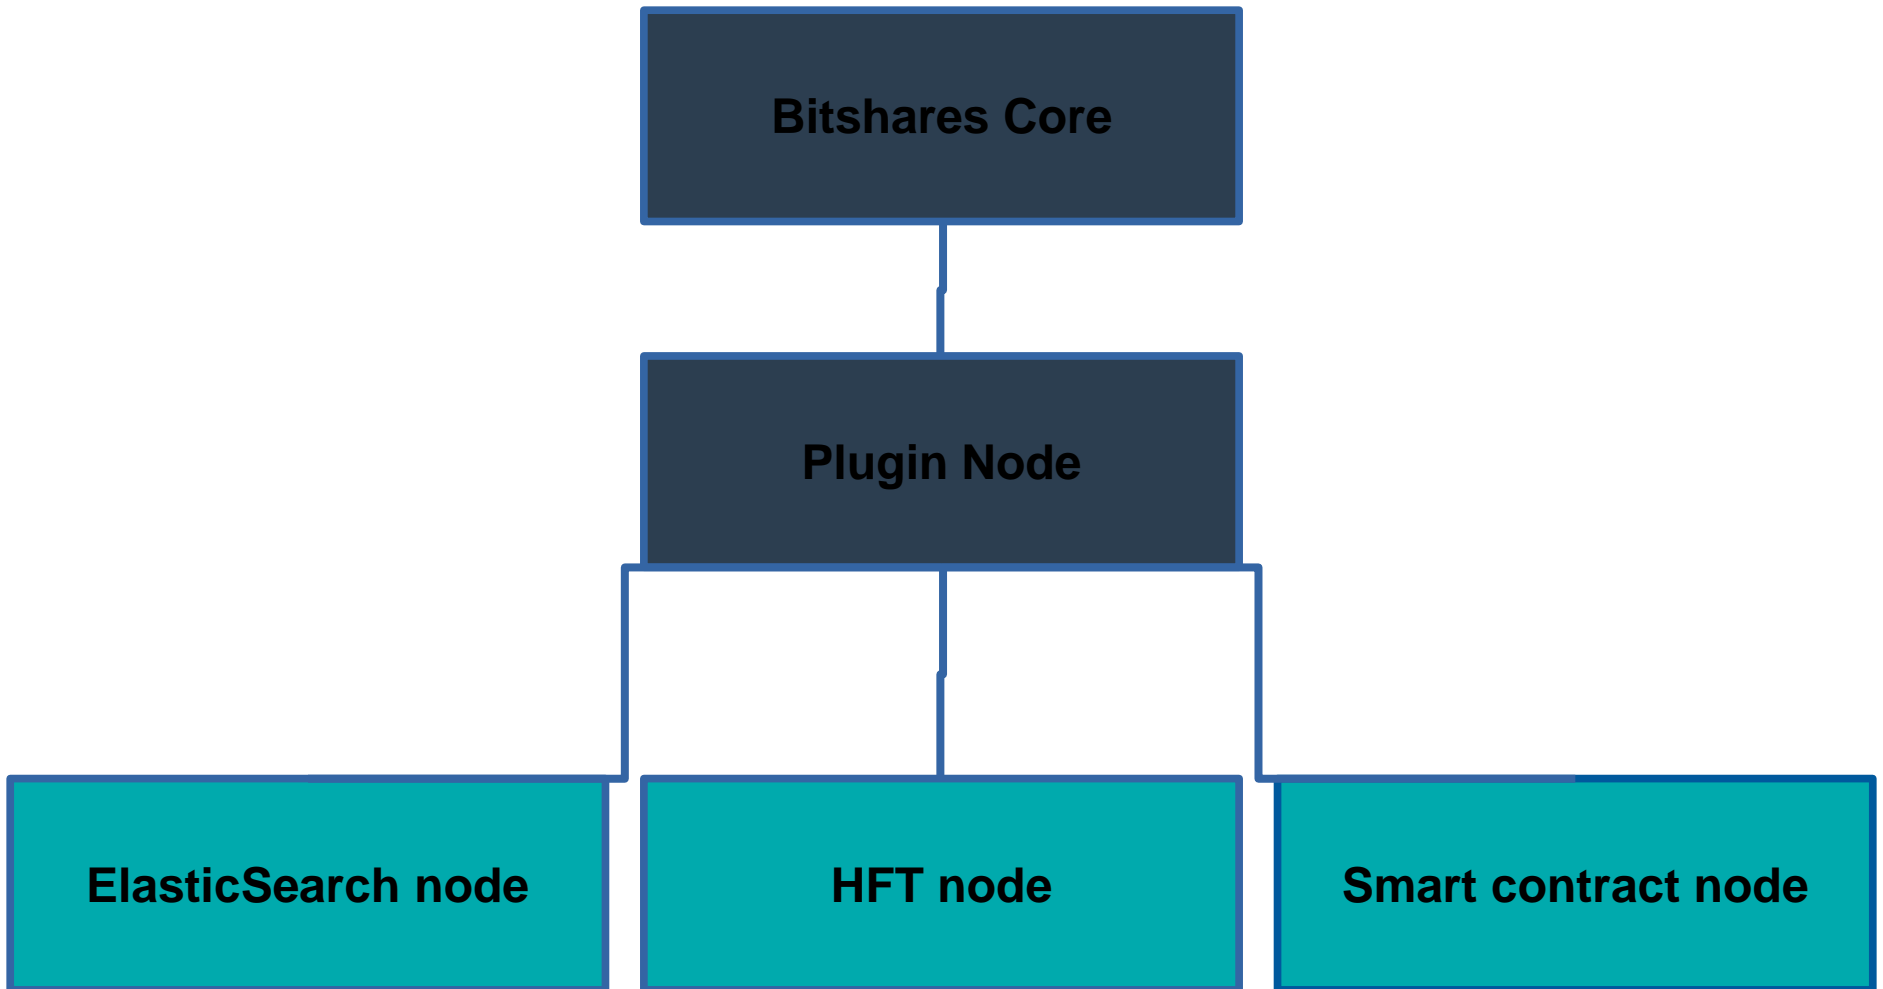 Bitshares Core
Plugin Node
ElasticSearch node
HFT node
Smart contract node